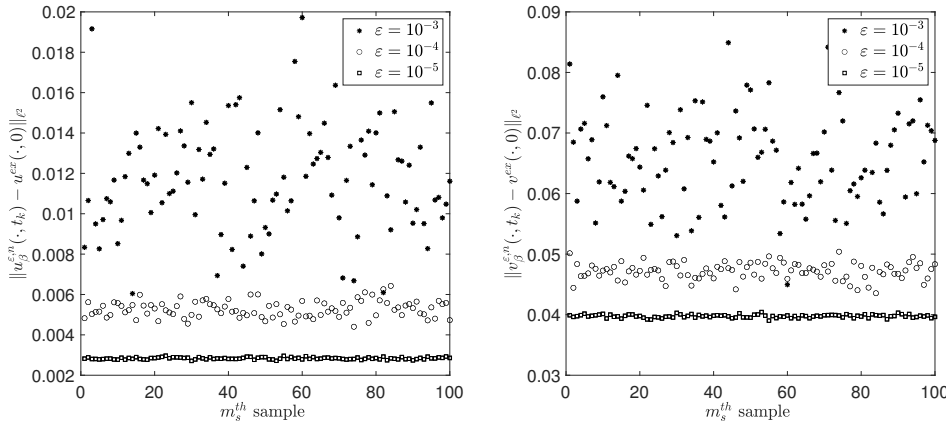 0.02
0.018
0.016
0.014
0.012
0.01
0.008
0.006
0.004
0.002
0 20 40 60 80 100
m_s^{th} sample
‖u_β^{ε,n}(·, t_k) − u^{ex}(·, 0)‖_{ℓ²}
ε = 10^{-3}
ε = 10^{-4}
ε = 10^{-5}
0.09
0.08
0.07
0.06
0.05
0.04
0.03
0 20 40 60 80 100
m_s^{th} sample
‖v_β^{ε,n}(·, t_k) − v^{ex}(·, 0)‖_{ℓ²}
ε = 10^{-3}
ε = 10^{-4}
ε = 10^{-5}